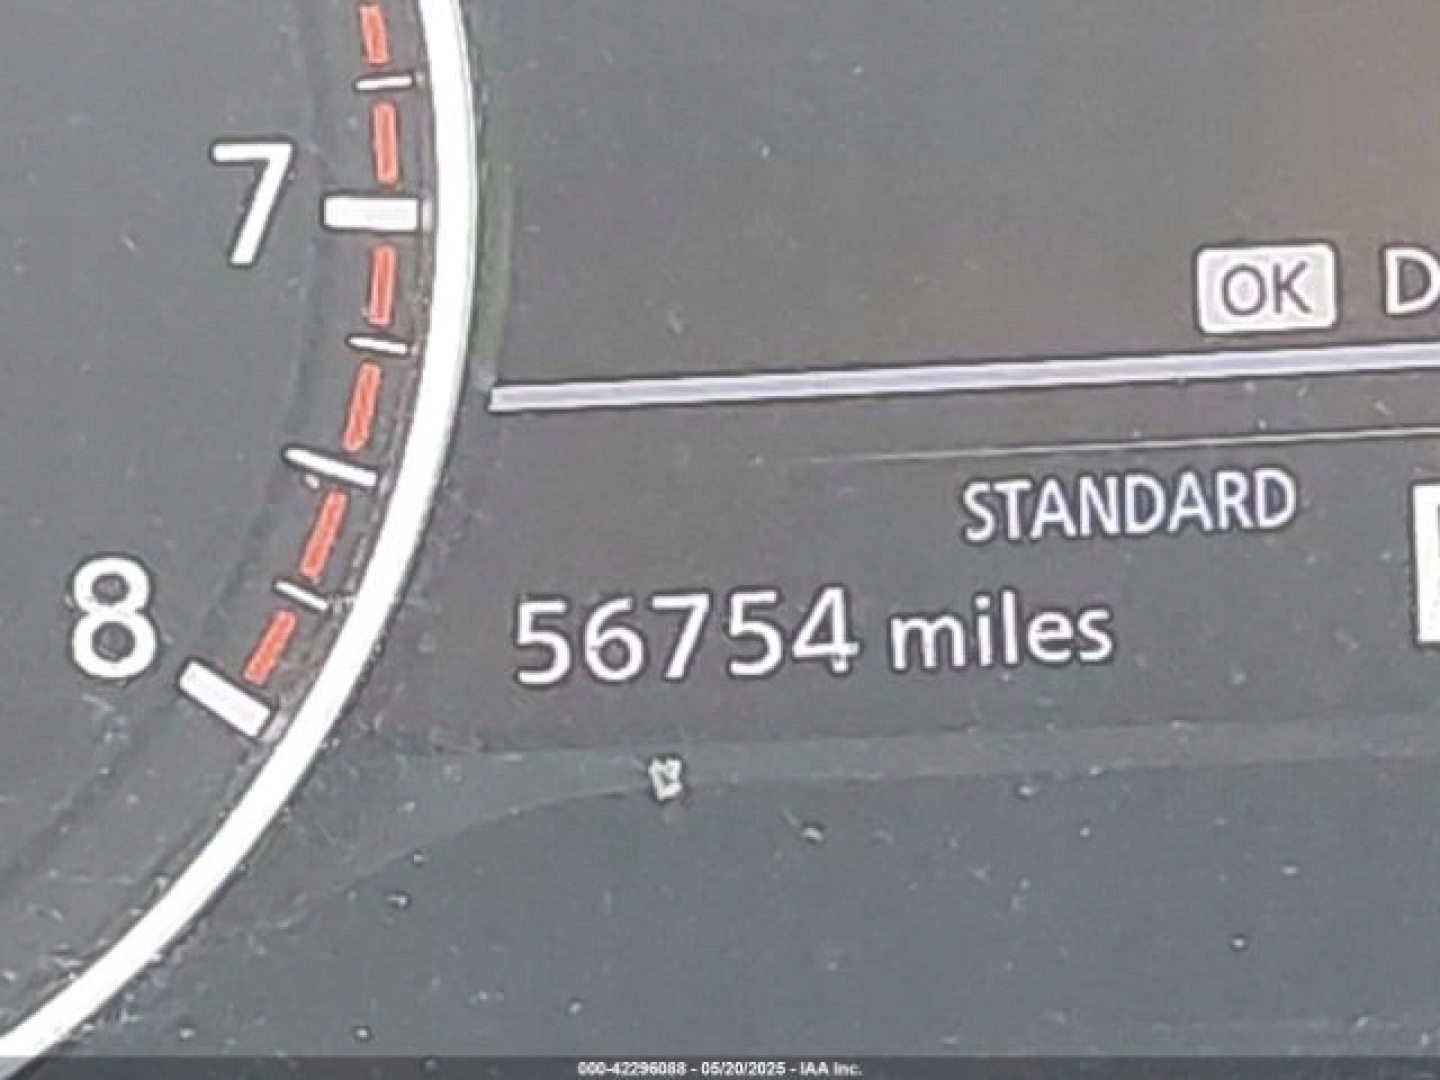 7
OK D
STANDARD
8
56754 miles
000-42296088 - 05/20/2025 - IAA Inc.